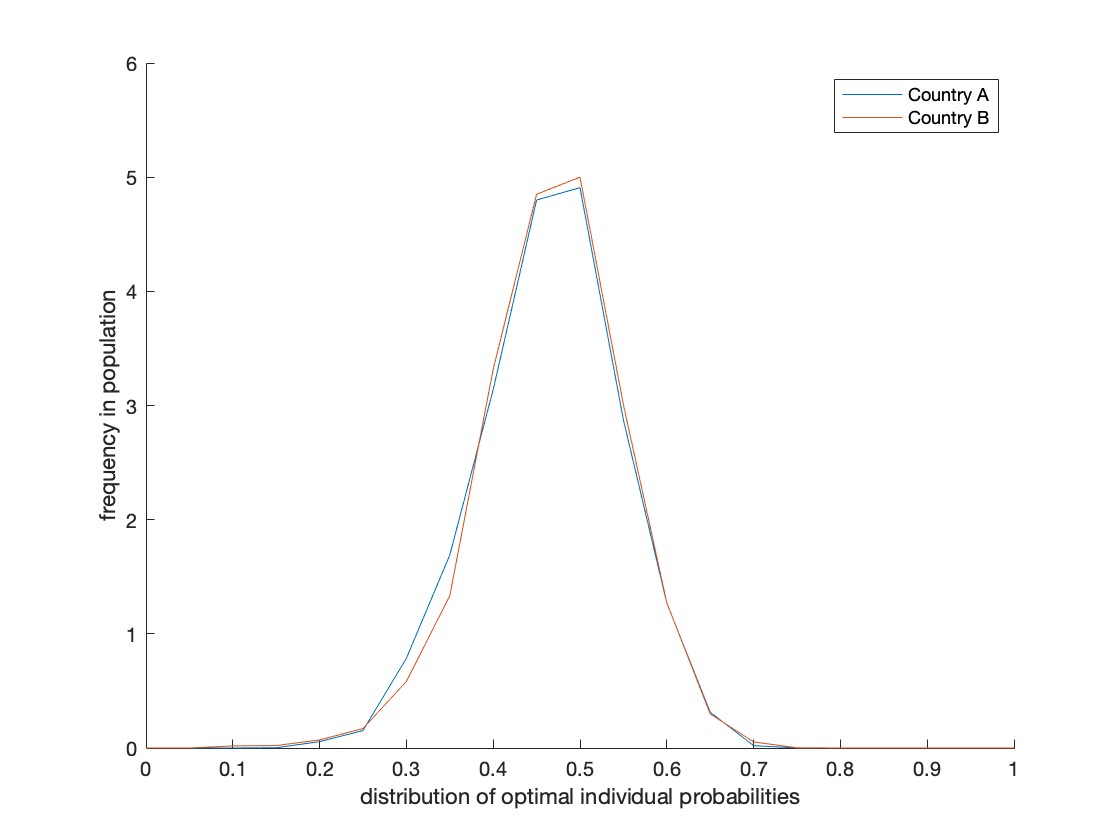 6
5
4
3
2
1
0
frequency in population
0 0.1 0.2 0.3 0.4 0.5 0.6 0.7 0.8 0.9 1
distribution of optimal individual probabilities
Country A
Country B